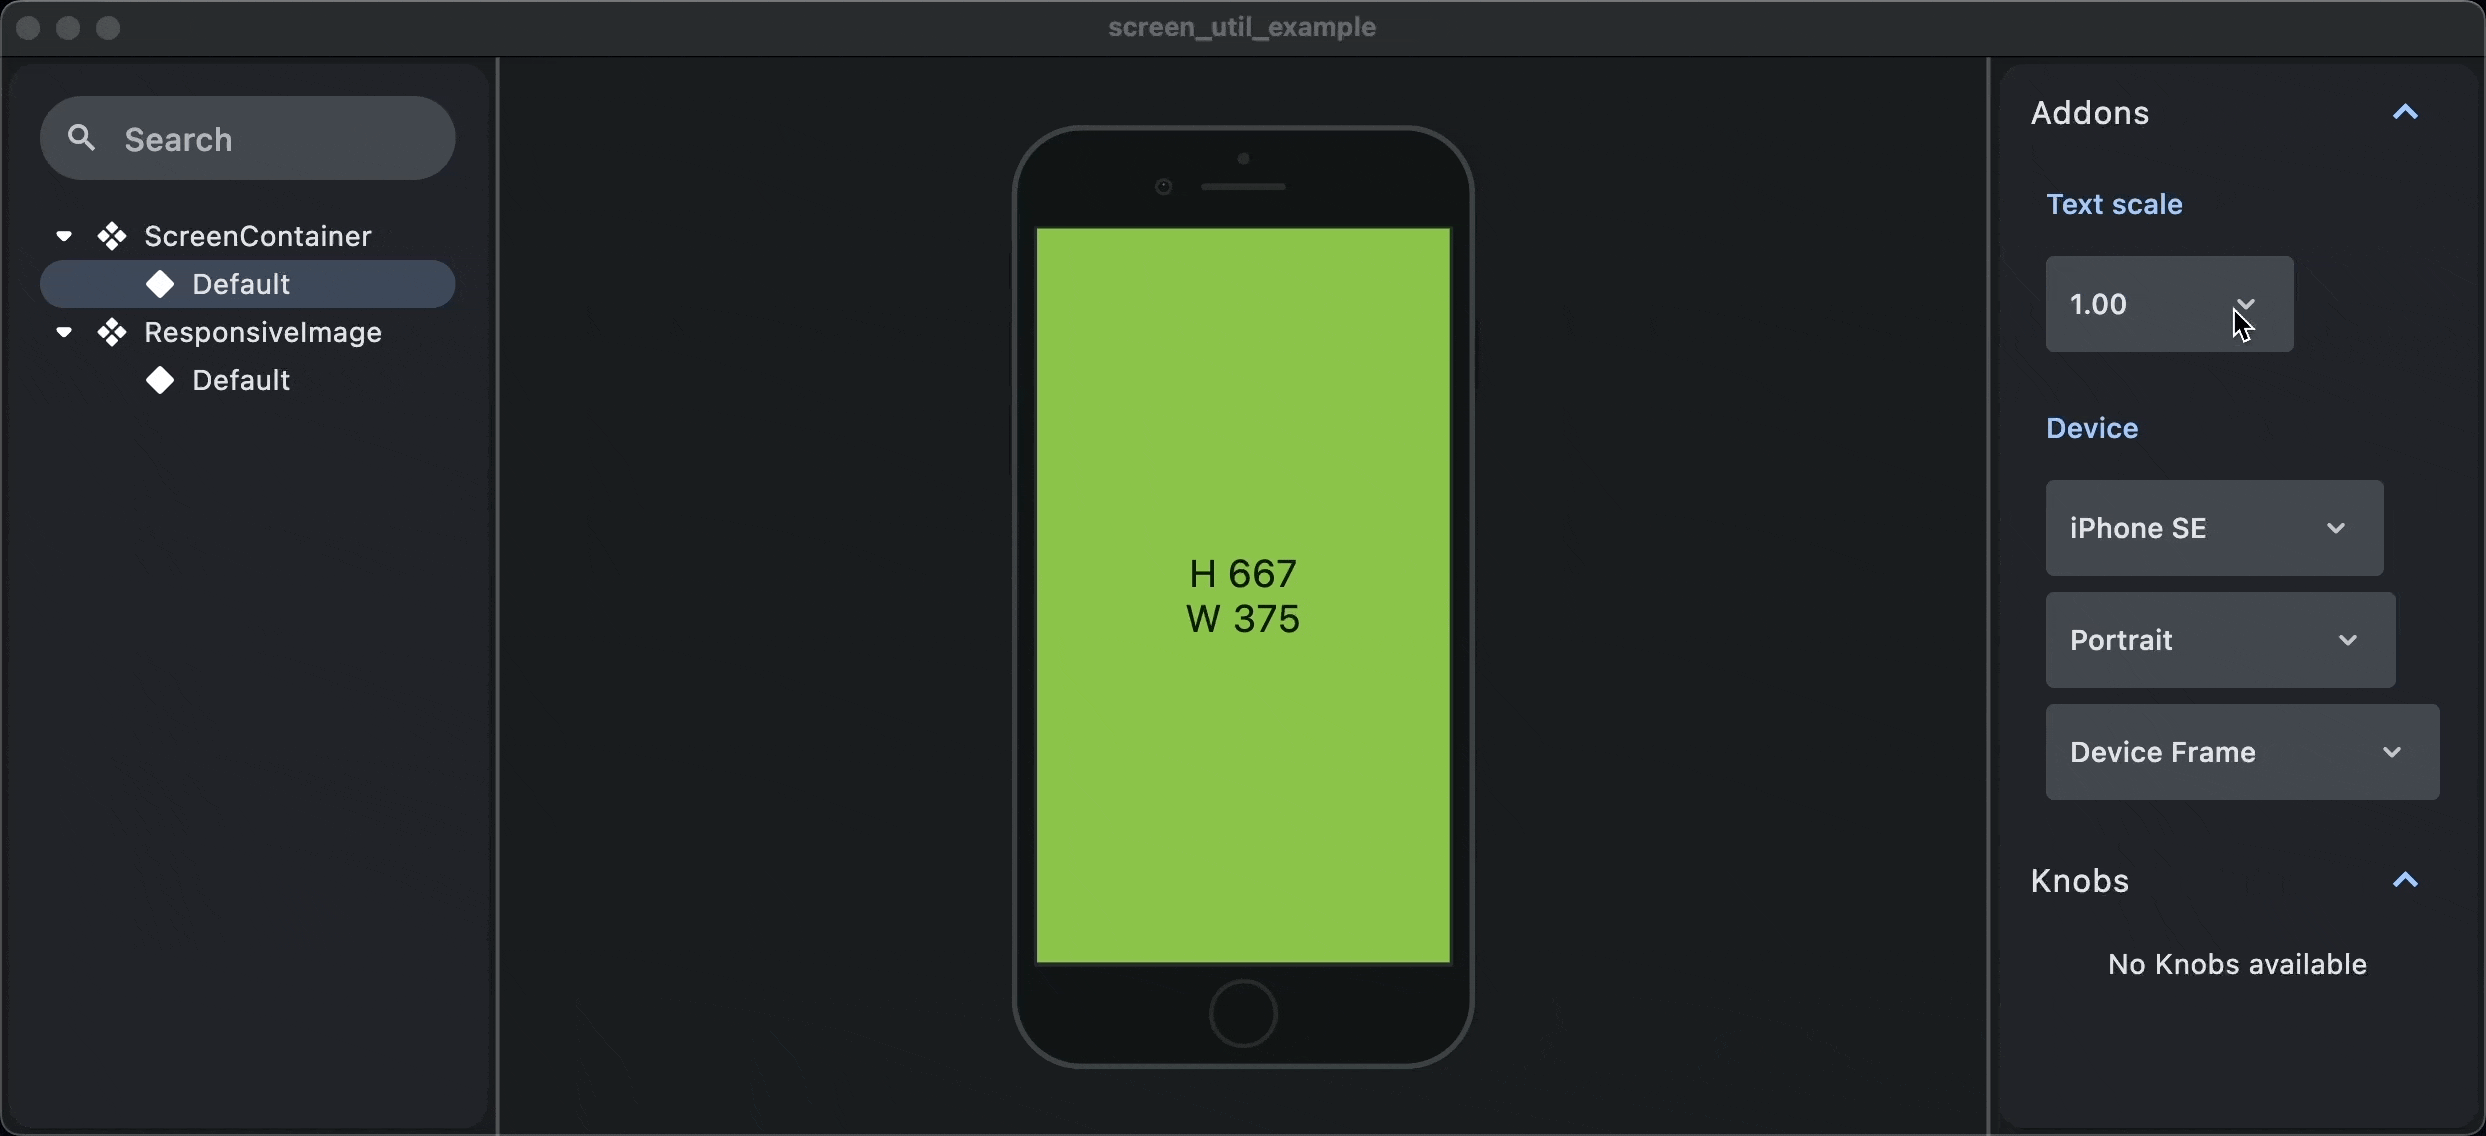 screen_util_example
Search
ScreenContainer
Default
ResponsiveImage
Default
H 667
W 375
Addons
Text scale
1.00
Device
iPhone SE
Portrait
Device Frame
Knobs
No Knobs available